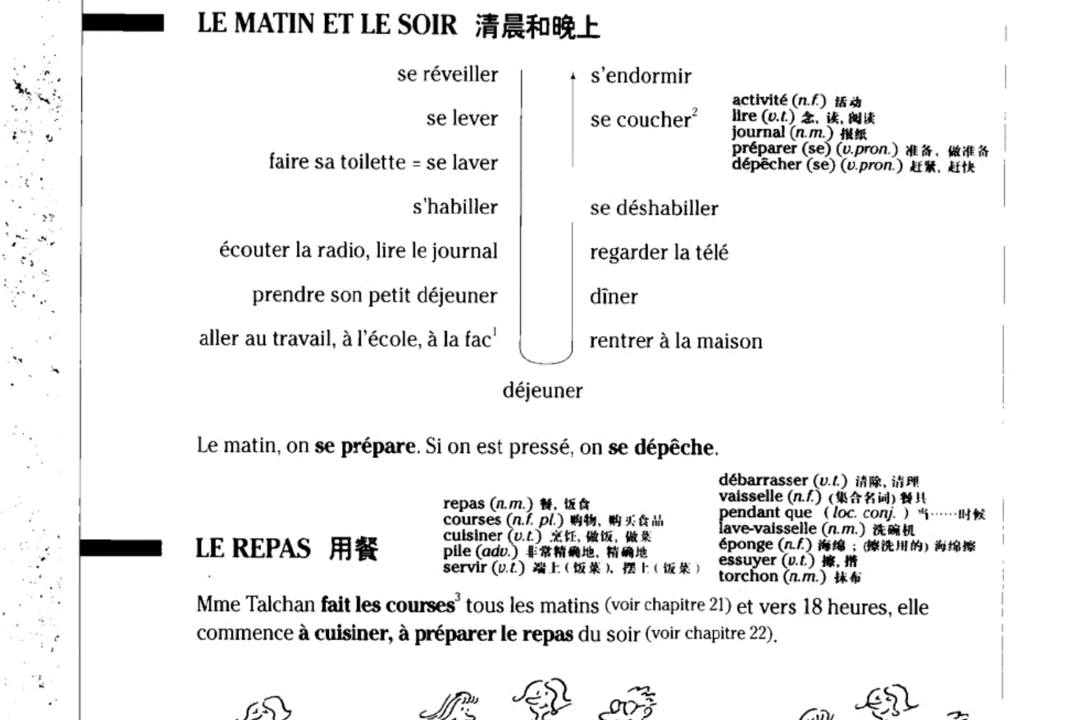 LE MATIN ET LE SOIR 清晨和晚上
se réveiller
s'endormir
se lever
se coucher²
faire sa toilette = se laver
s'habiller
se déshabiller
écouter la radio, lire le journal
regarder la télé
prendre son petit déjeuner
dîner
aller au travail, à l'école, à la fac¹
rentrer à la maison
déjeuner
activité (n.f.) 活动
lire (v.t.) 念, 读, 阅读
journal (n.m.) 报纸
préparer (se) (v.pron.) 准备, 做准备
dépêcher (se) (v.pron.) 赶紧, 赶快
Le matin, on se prépare. Si on est pressé, on se dépêche.
repas (n.m.) 餐, 饭食
courses (n.f. pl.) 购物, 购买食品
cuisiner (v.t.) 烹饪, 做饭, 做菜
pile (adv.) 非常精确地, 精确地
servir (v.t.) 端上（饭菜）, 摆上（饭菜）
débarrasser (v.t.) 清除, 清理
vaisselle (n.f.) (集合名词) 餐具
pendant que (loc. conj.) 当……时候
lave-vaisselle (n.m.) 洗碗机
éponge (n.f.) 海绵；(擦洗用的) 海绵擦
essuyer (v.t.) 擦, 揩
torchon (n.m.) 抹布
LE REPAS 用餐
Mme Talchan fait les courses³ tous les matins (voir chapitre 21) et vers 18 heures, elle
commence à cuisiner, à préparer le repas du soir (voir chapitre 22).